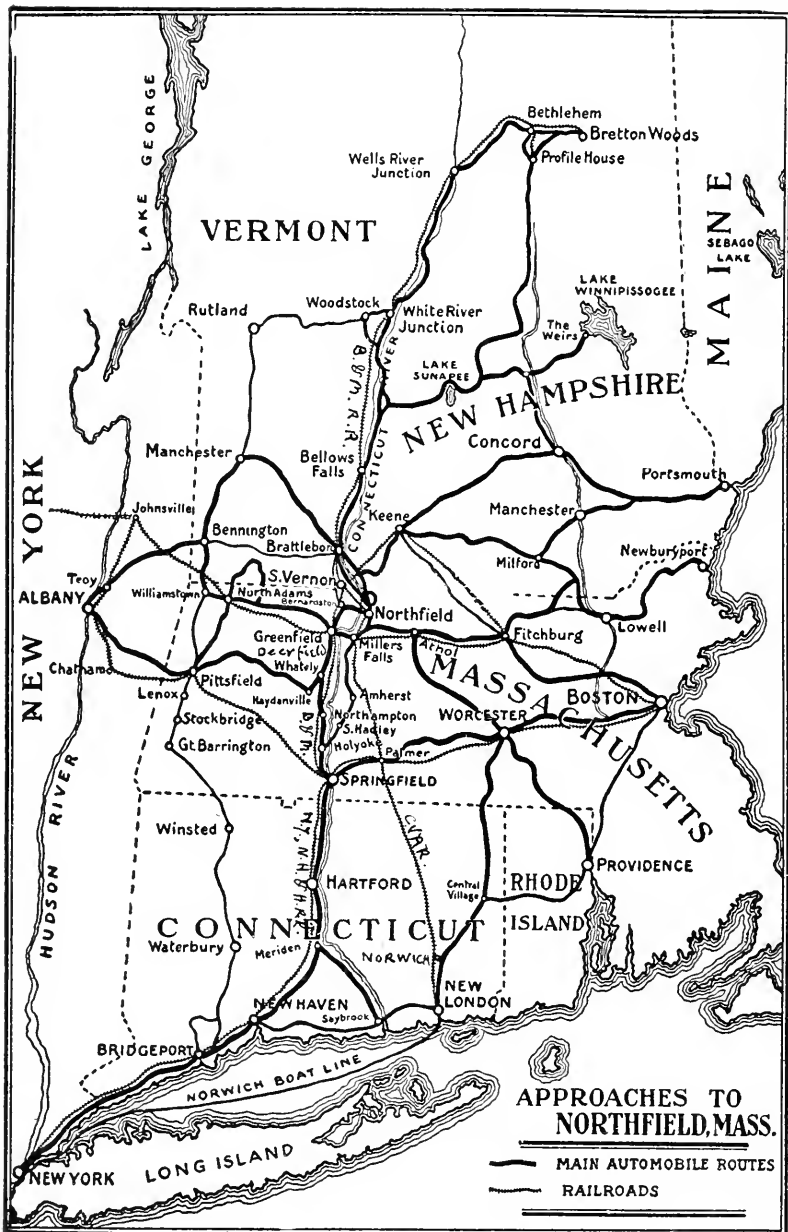 LAKE GEORGE
Bethlehem
Bretton Woods
Profile House
Wells River
Junction
VERMONT
MAINE
SEBAGO
LAKE
LAKE
WINNIPISSOGEE
Rutland
Woodstock
White River
Junction
The
Weirs
B.&M. R.R.
CONNECTICUT RIVER
LAKE
SUNAPEE
NEW HAMPSHIRE
Manchester
Bellows
Falls
Concord
Portsmouth
NEW YORK
Johnsville
Keene
Manchester
Bennington
Brattleboro
Milford
Newburyport
Troy
ALBANY
S.Vernon
Williamstown
North Adams
Bernardston
Northfield
Lowell
Greenfield
Deerfield
Millers
Falls
Athol
Fitchburg
Chatham
Whately
MASSACHUSETTS
Pittsfield
BOSTON
Lenox
Haydanville
Amherst
Stockbridge
Northampton
WORCESTER
S.Hadley
B&M.
Gt. Barrington
Holyoke
Palmer
SPRINGFIELD
HUDSON RIVER
Winsted
N.Y., N.H.&H.R.R.
C.V.R.R.
PROVIDENCE
HARTFORD
Central
Village
RHODE
ISLAND
CONNECTICUT
Waterbury
Meriden
NORWICH
NEW HAVEN
Saybrook
NEW
LONDON
BRIDGEPORT
NORWICH BOAT LINE
LONG ISLAND
NEW YORK
APPROACHES TO
NORTHFIELD, MASS.
MAIN AUTOMOBILE ROUTES
RAILROADS